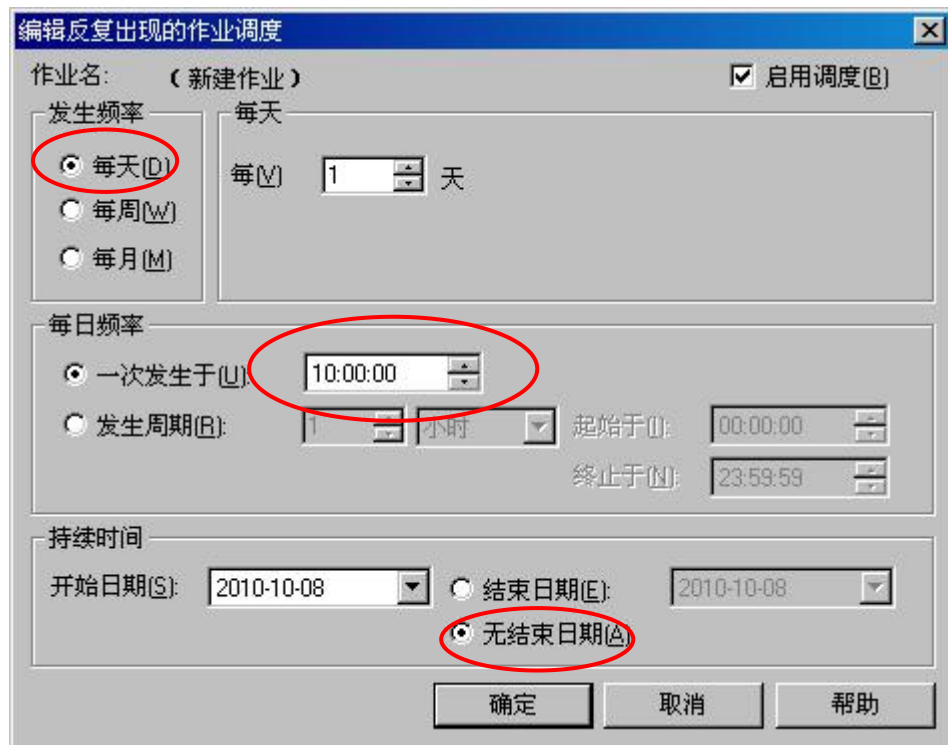 编辑反复出现的作业调度
作业名: (新建作业) 启用调度(B)
发生频率 每天
每天(D) 每(V) 1 天
每周(W)
每月(M)
每日频率
一次发生于(U): 10:00:00
发生周期(R): 1 小时 起始于(I): 00:00:00
终止于(N): 23:59:59
持续时间
开始日期(S): 2010-10-08 结束日期(E): 2010-10-08
无结束日期(A)
确定 取消 帮助